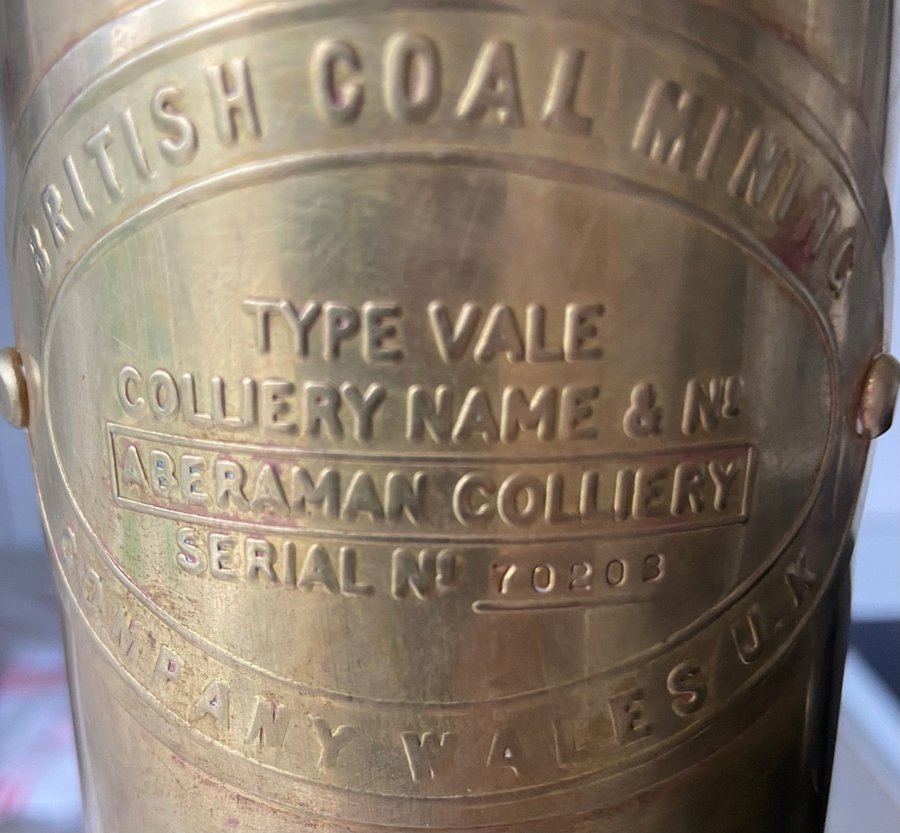 BRITISH COAL MINING
TYPE VALE
COLLIERY NAME & Nº
ABERAMAN COLLIERY
SERIAL Nº 70203
COMPANY WALES U.K